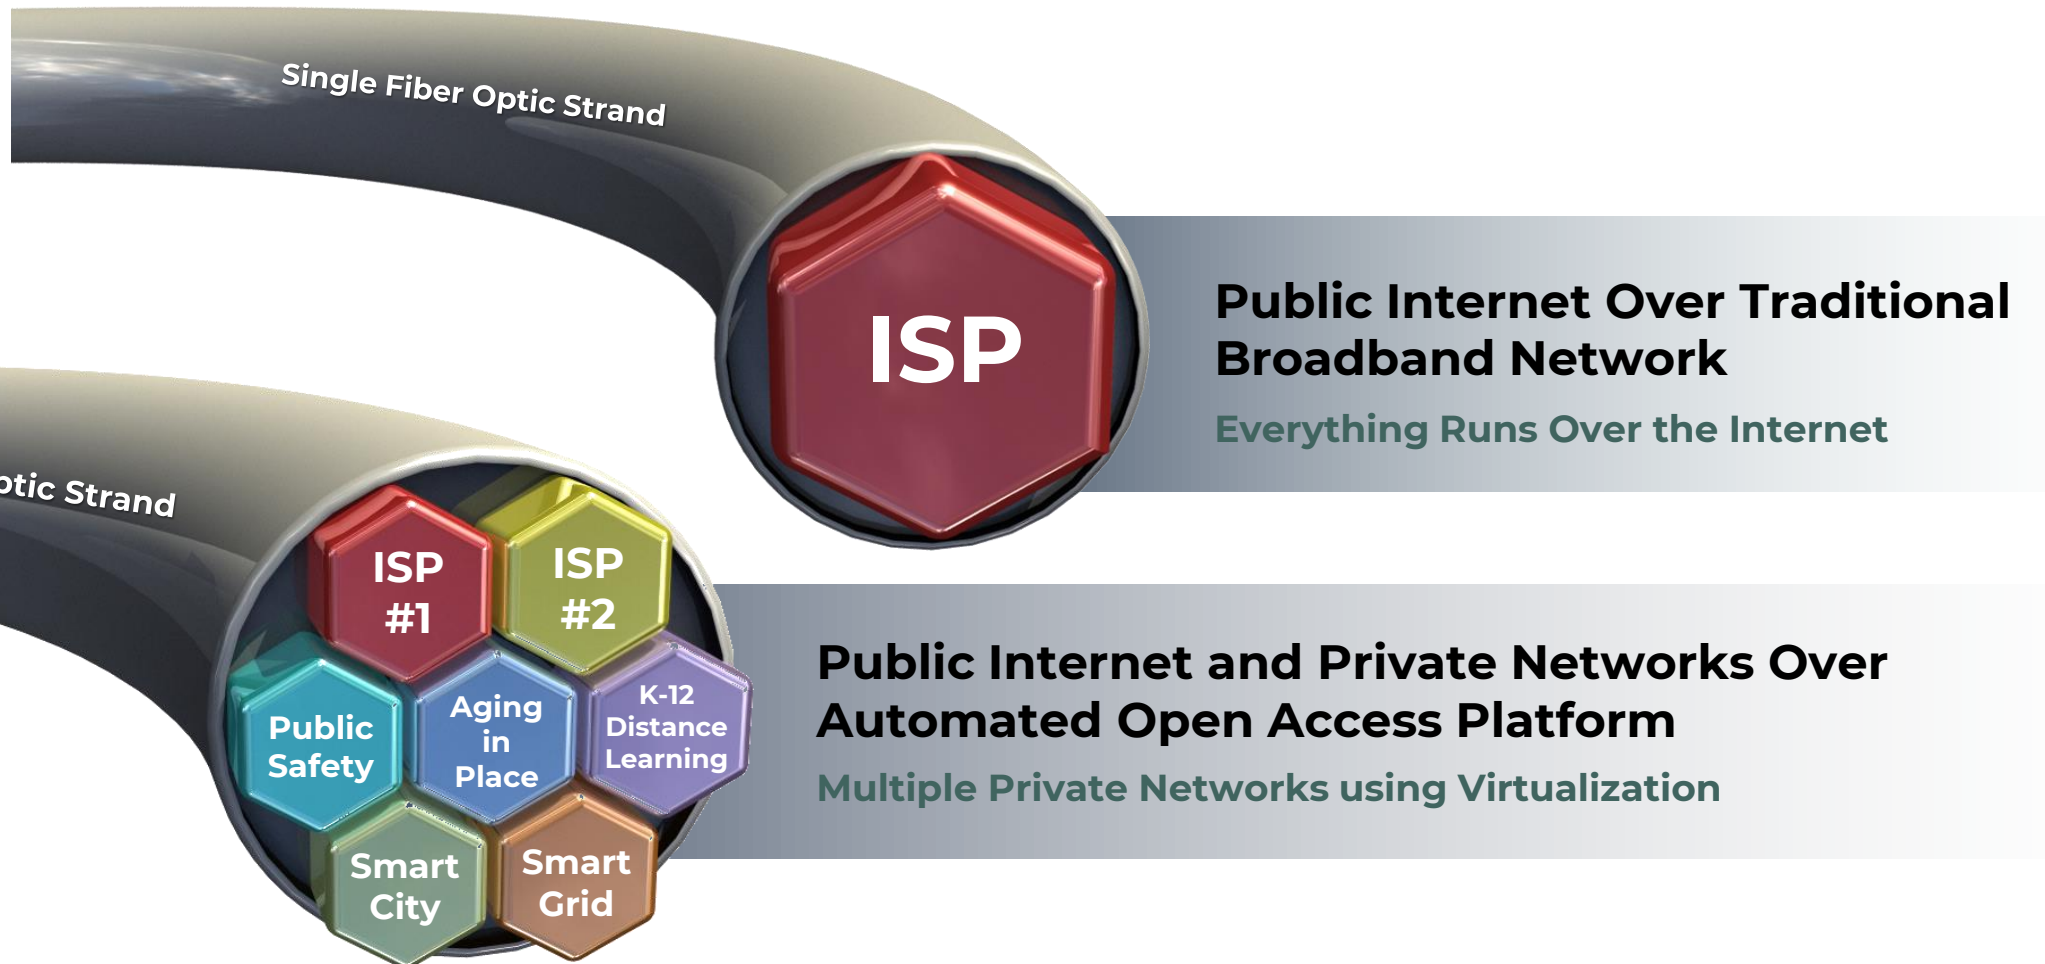 Single Fiber Optic Strand
ISP
Public Internet Over Traditional
Broadband Network
Everything Runs Over the Internet
Strand
ISP
#1
ISP
#2
Public
Safety
Aging
in
Place
K-12
Distance
Learning
Smart
City
Smart
Grid
Public Internet and Private Networks Over
Automated Open Access Platform
Multiple Private Networks using Virtualization